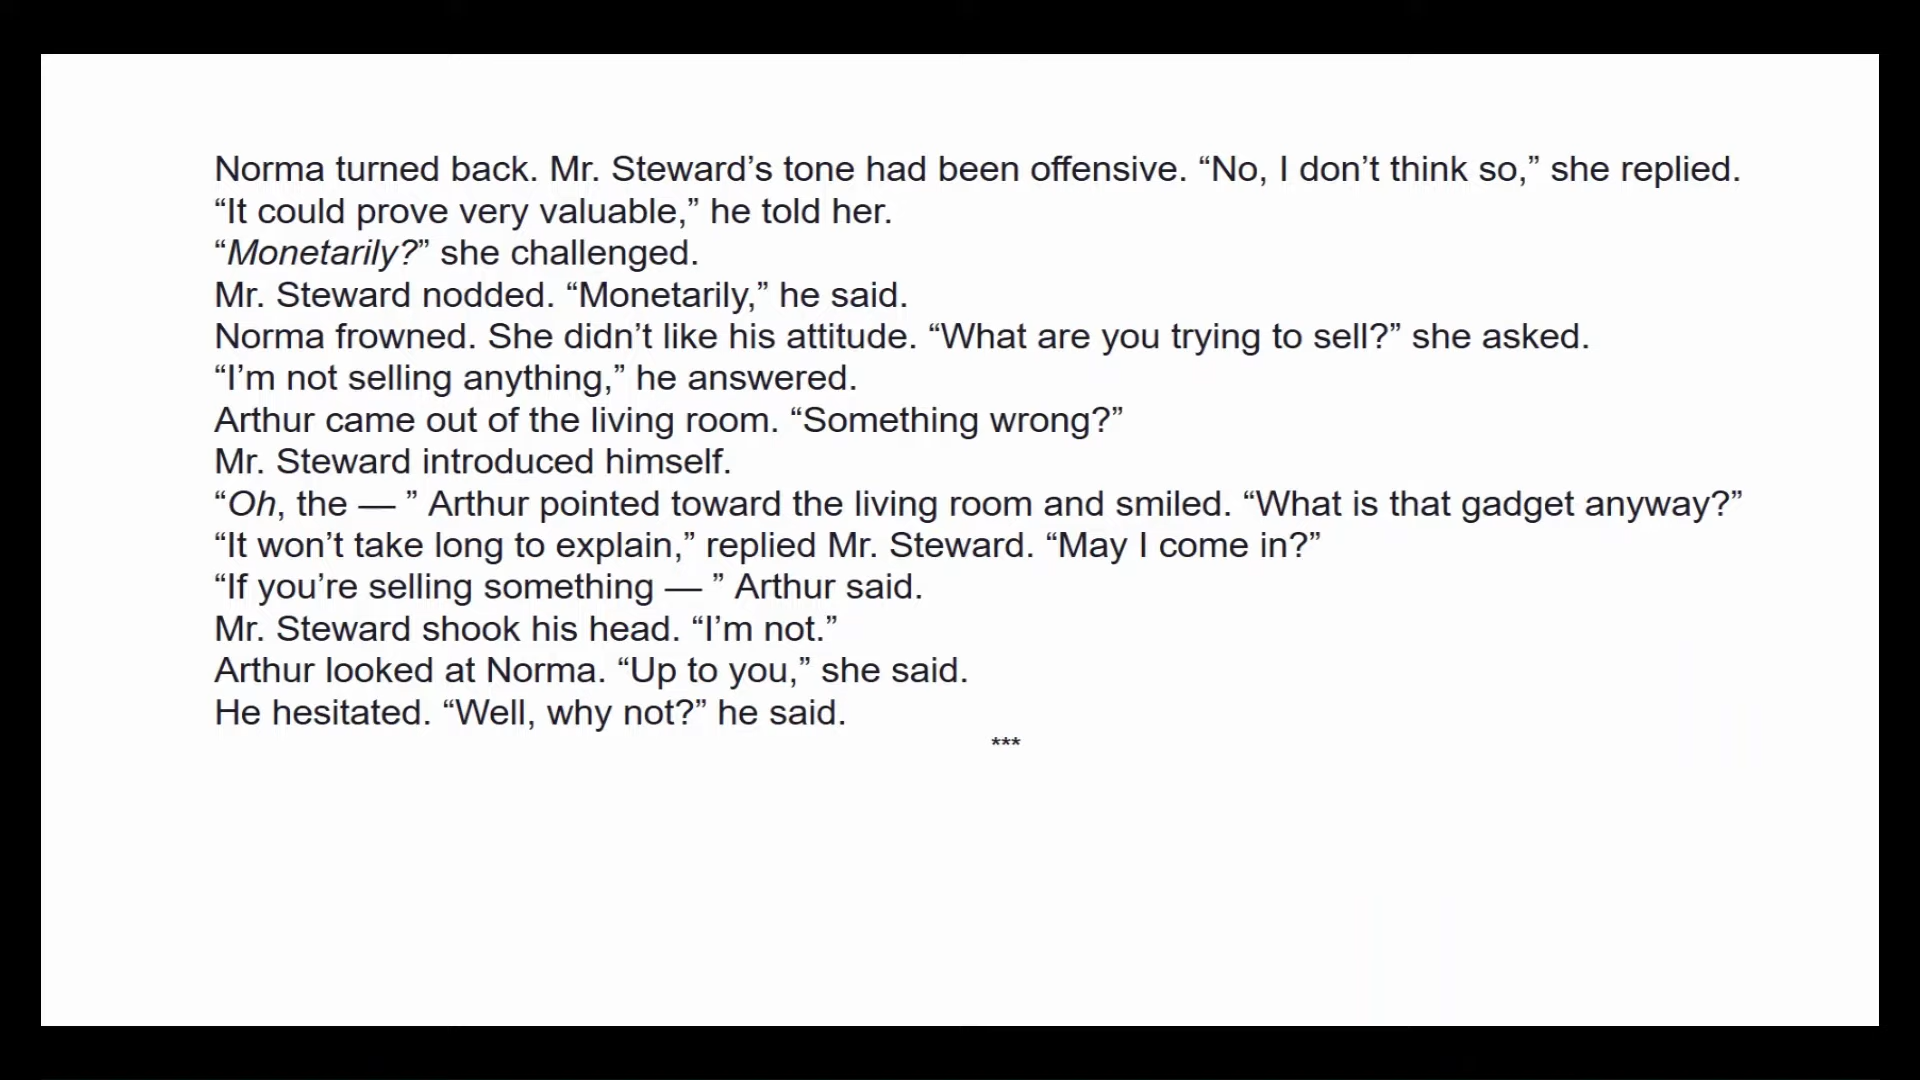 Norma turned back. Mr. Steward’s tone had been offensive. “No, I don’t think so,” she replied.
“It could prove very valuable,” he told her.
“Monetarily?” she challenged.
Mr. Steward nodded. “Monetarily,” he said.
Norma frowned. She didn’t like his attitude. “What are you trying to sell?” she asked.
“I’m not selling anything,” he answered.
Arthur came out of the living room. “Something wrong?”
Mr. Steward introduced himself.
“Oh, the — ” Arthur pointed toward the living room and smiled. “What is that gadget anyway?”
“It won’t take long to explain,” replied Mr. Steward. “May I come in?”
“If you’re selling something — ” Arthur said.
Mr. Steward shook his head. “I’m not.”
Arthur looked at Norma. “Up to you,” she said.
He hesitated. “Well, why not?” he said.
***